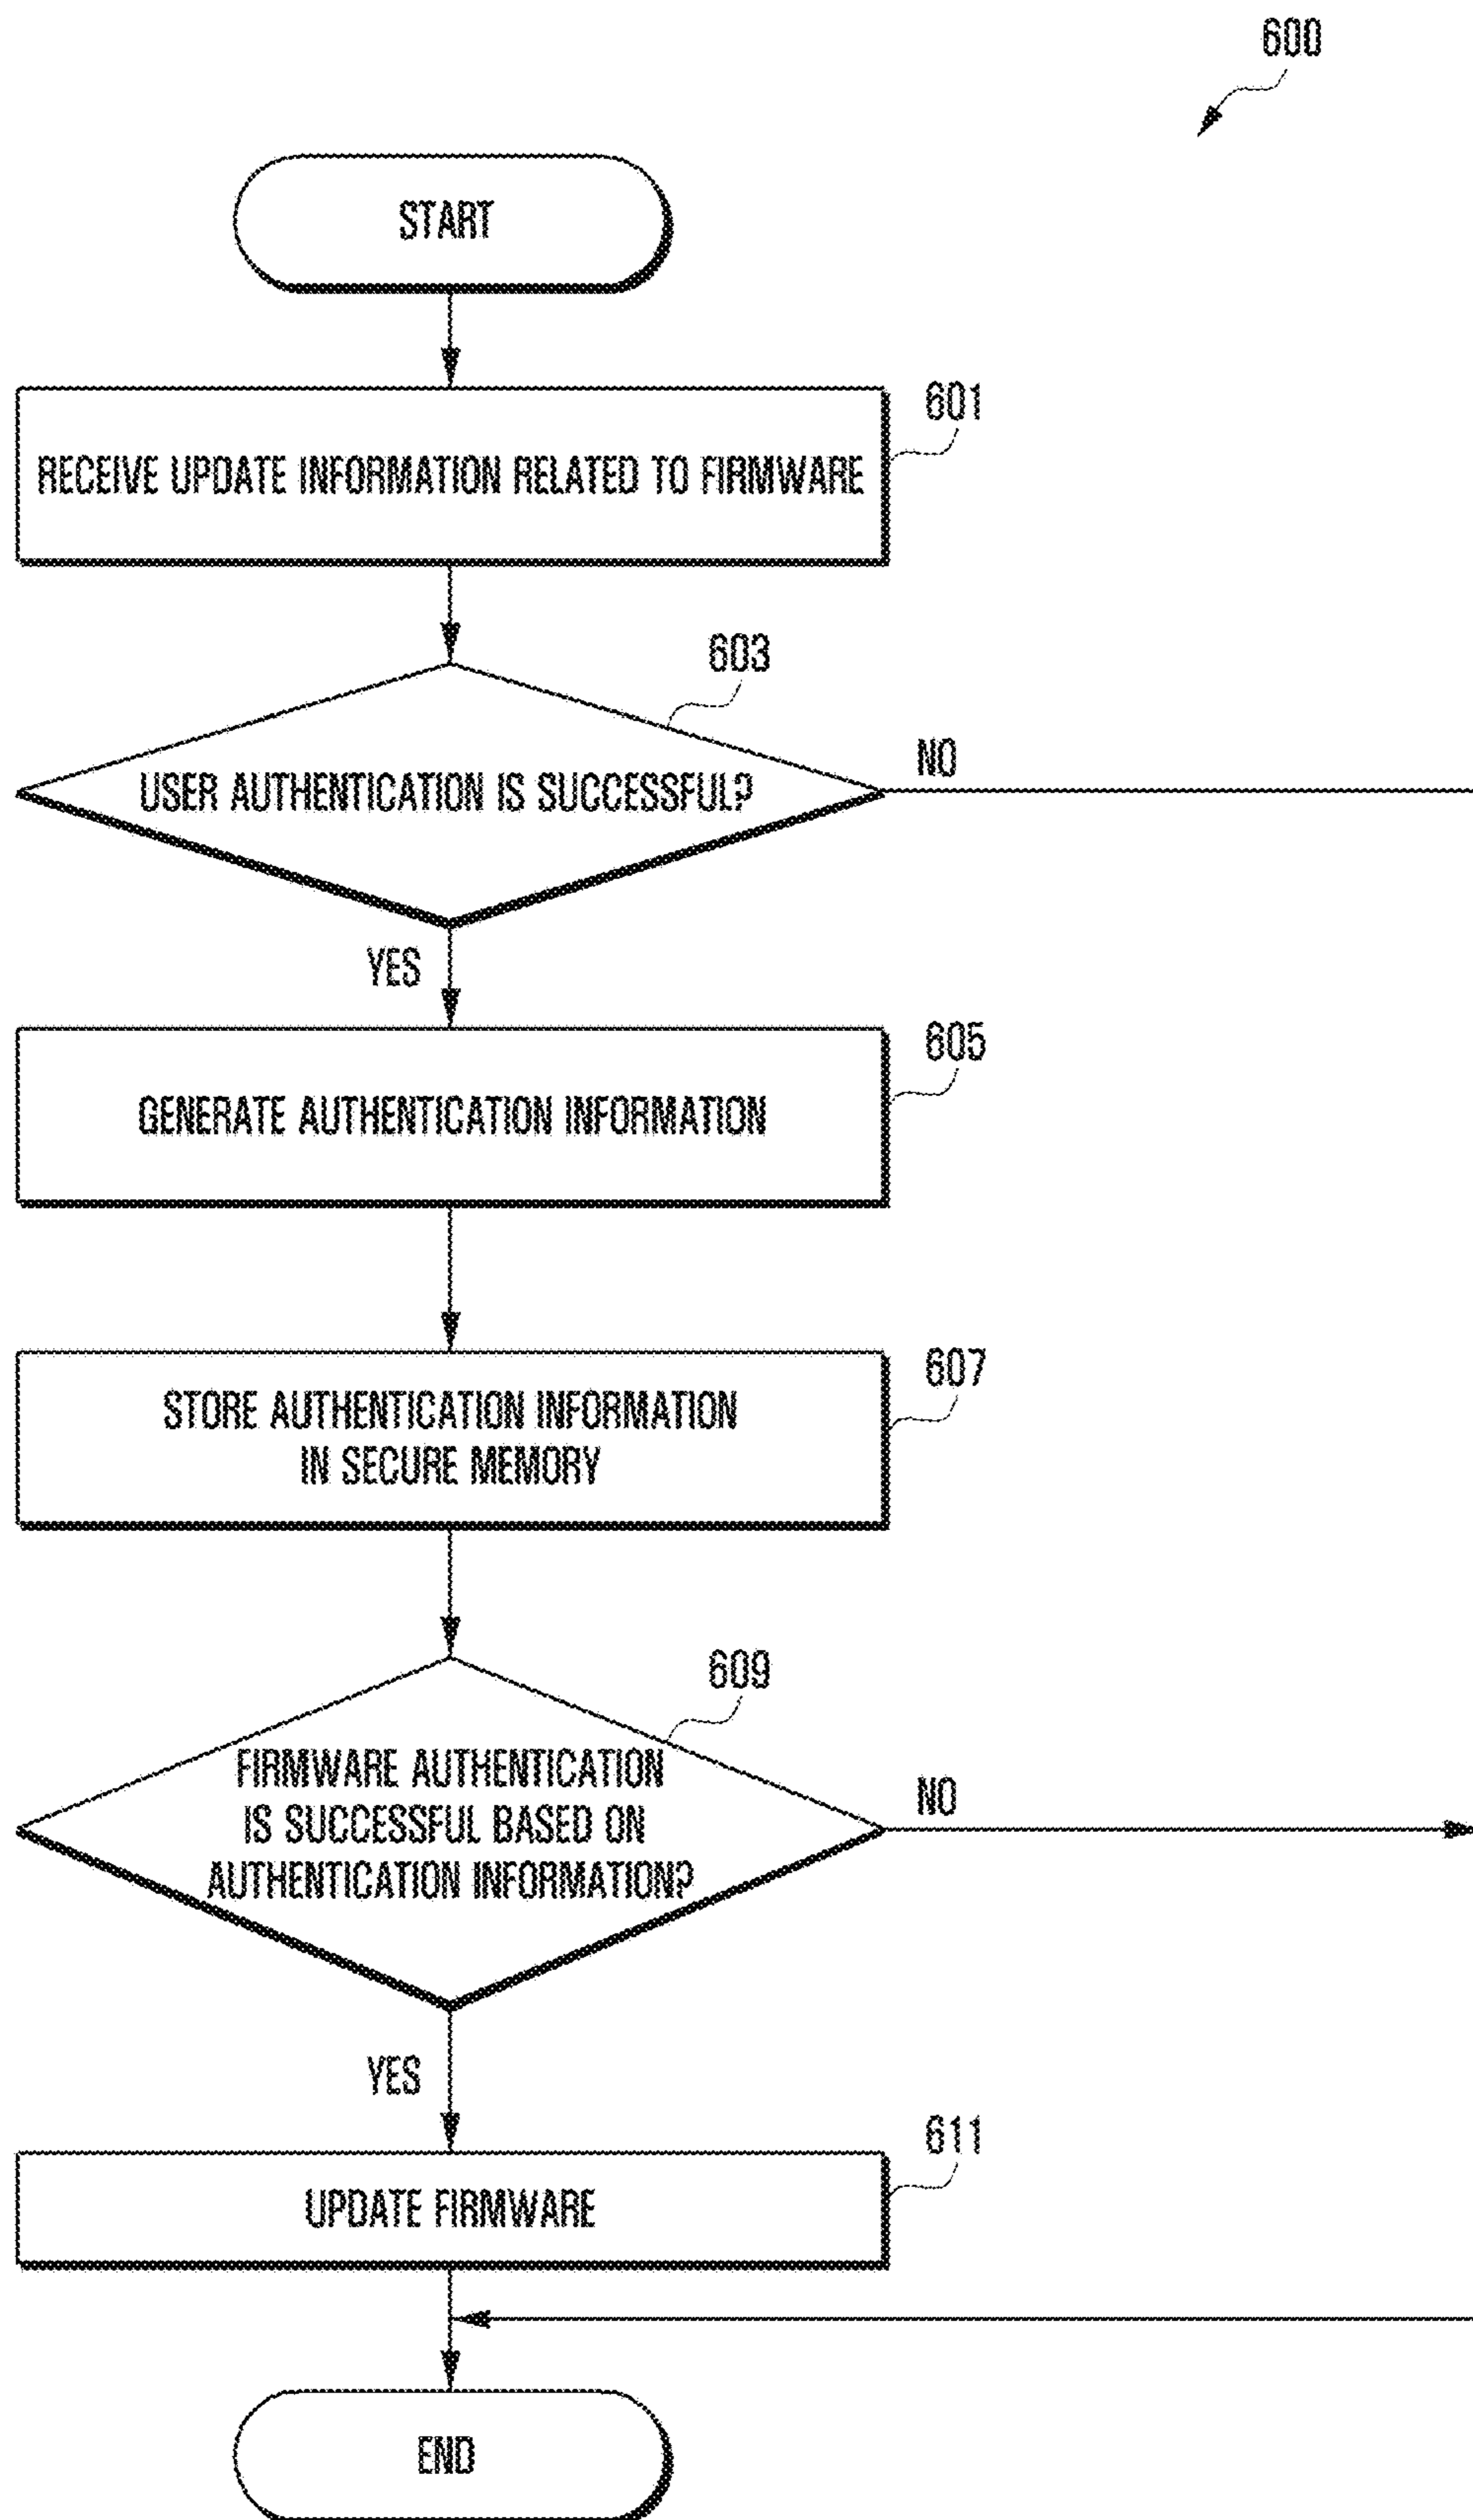 600
START
601
RECEIVE UPDATE INFORMATION RELATED TO FIRMWARE
603
USER AUTHENTICATION IS SUCCESSFUL?
NO
YES
605
GENERATE AUTHENTICATION INFORMATION
607
STORE AUTHENTICATION INFORMATION
IN SECURE MEMORY
609
FIRMWARE AUTHENTICATION
IS SUCCESSFUL BASED ON
AUTHENTICATION INFORMATION?
NO
YES
611
UPDATE FIRMWARE
END